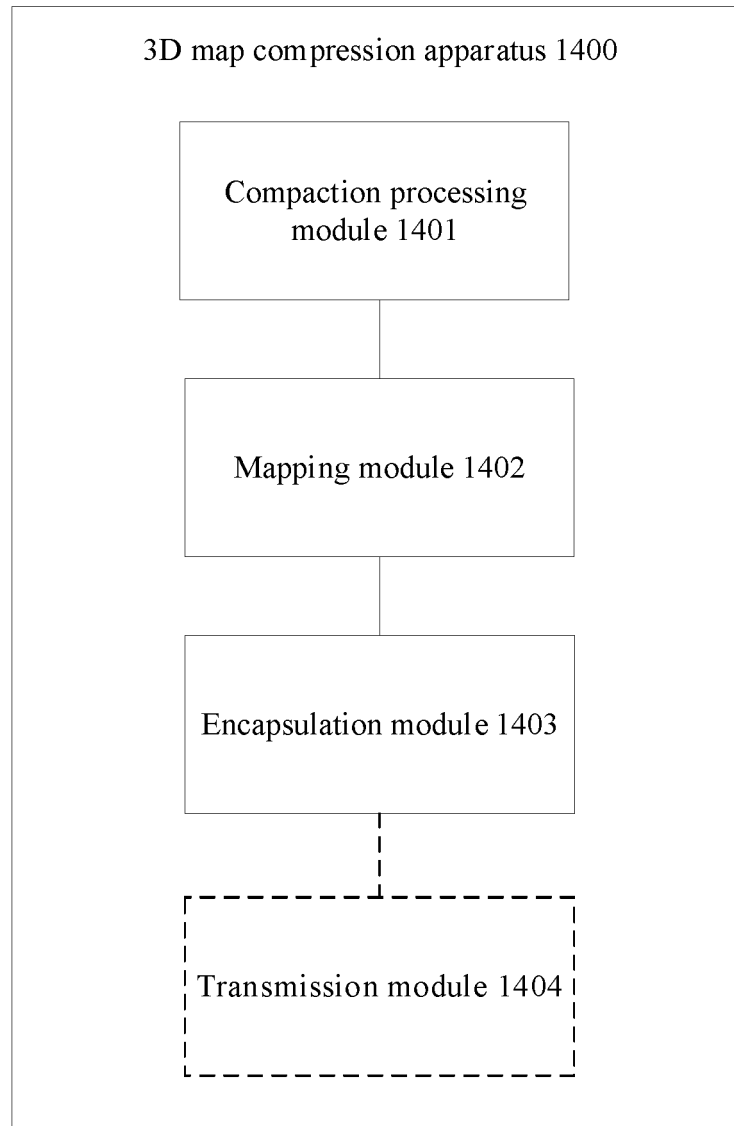 3D map compression apparatus 1400
Compaction processing
module 1401
Mapping module 1402
Encapsulation module 1403
Transmission module 1404